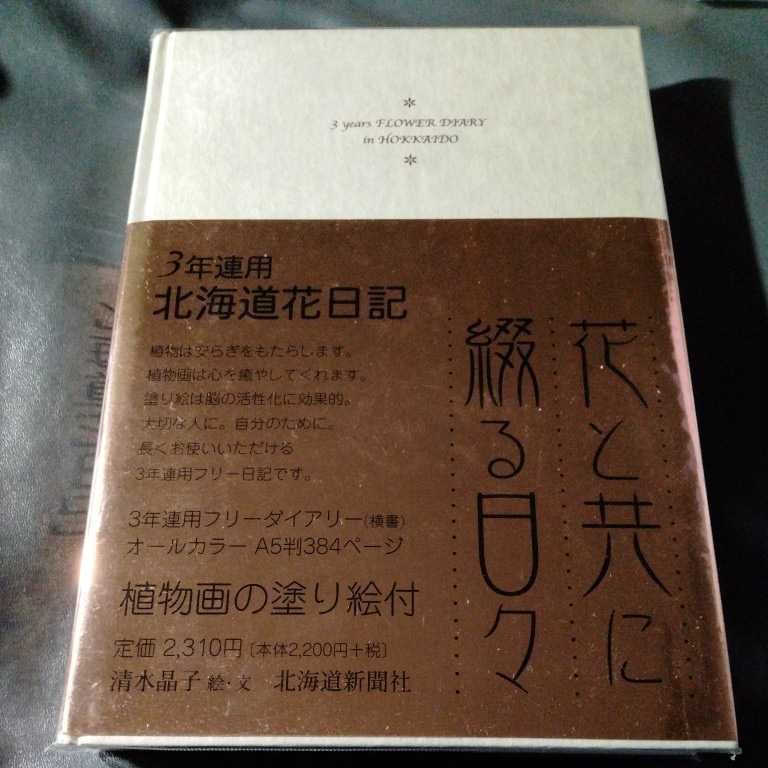 3 years FLOWER DIARY
in HOKKAIDO
3年連用
北海道花日記
植物は安らぎをもたらします。
植物画は心を癒やしてくれます。
塗り絵は脳の活性化に効果的。
大切な人に。自分のために。
長くお使いいただける
3年連用フリー日記です。
3年連用フリーダイアリー(横書)
オールカラー A5判384ページ
植物画の塗り絵付
定価 2,310円〔本体2,200円+税〕
清水晶子 絵・文 北海道新聞社
花と共に
綴る日々